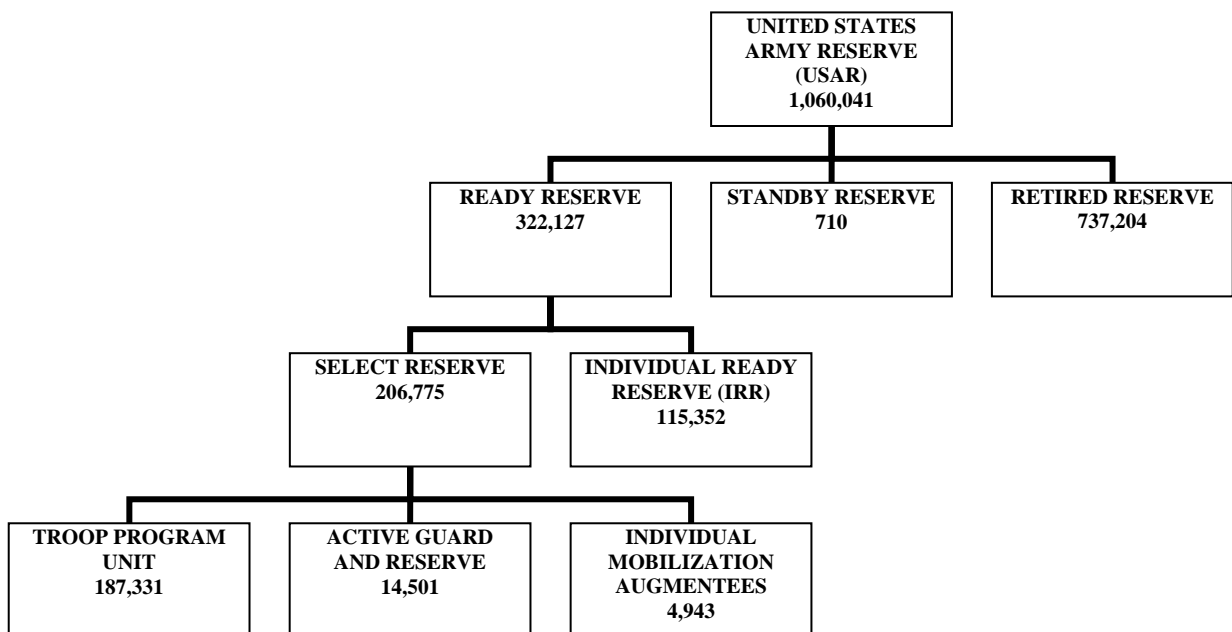 UNITED STATES
ARMY RESERVE
(USAR)
1,060,041
READY RESERVE
322,127
STANDBY RESERVE
710
RETIRED RESERVE
737,204
SELECT RESERVE
206,775
INDIVIDUAL READY
RESERVE (IRR)
115,352
TROOP PROGRAM
UNIT
187,331
ACTIVE GUARD
AND RESERVE
14,501
INDIVIDUAL
MOBILIZATION
AUGMENTEES
4,943